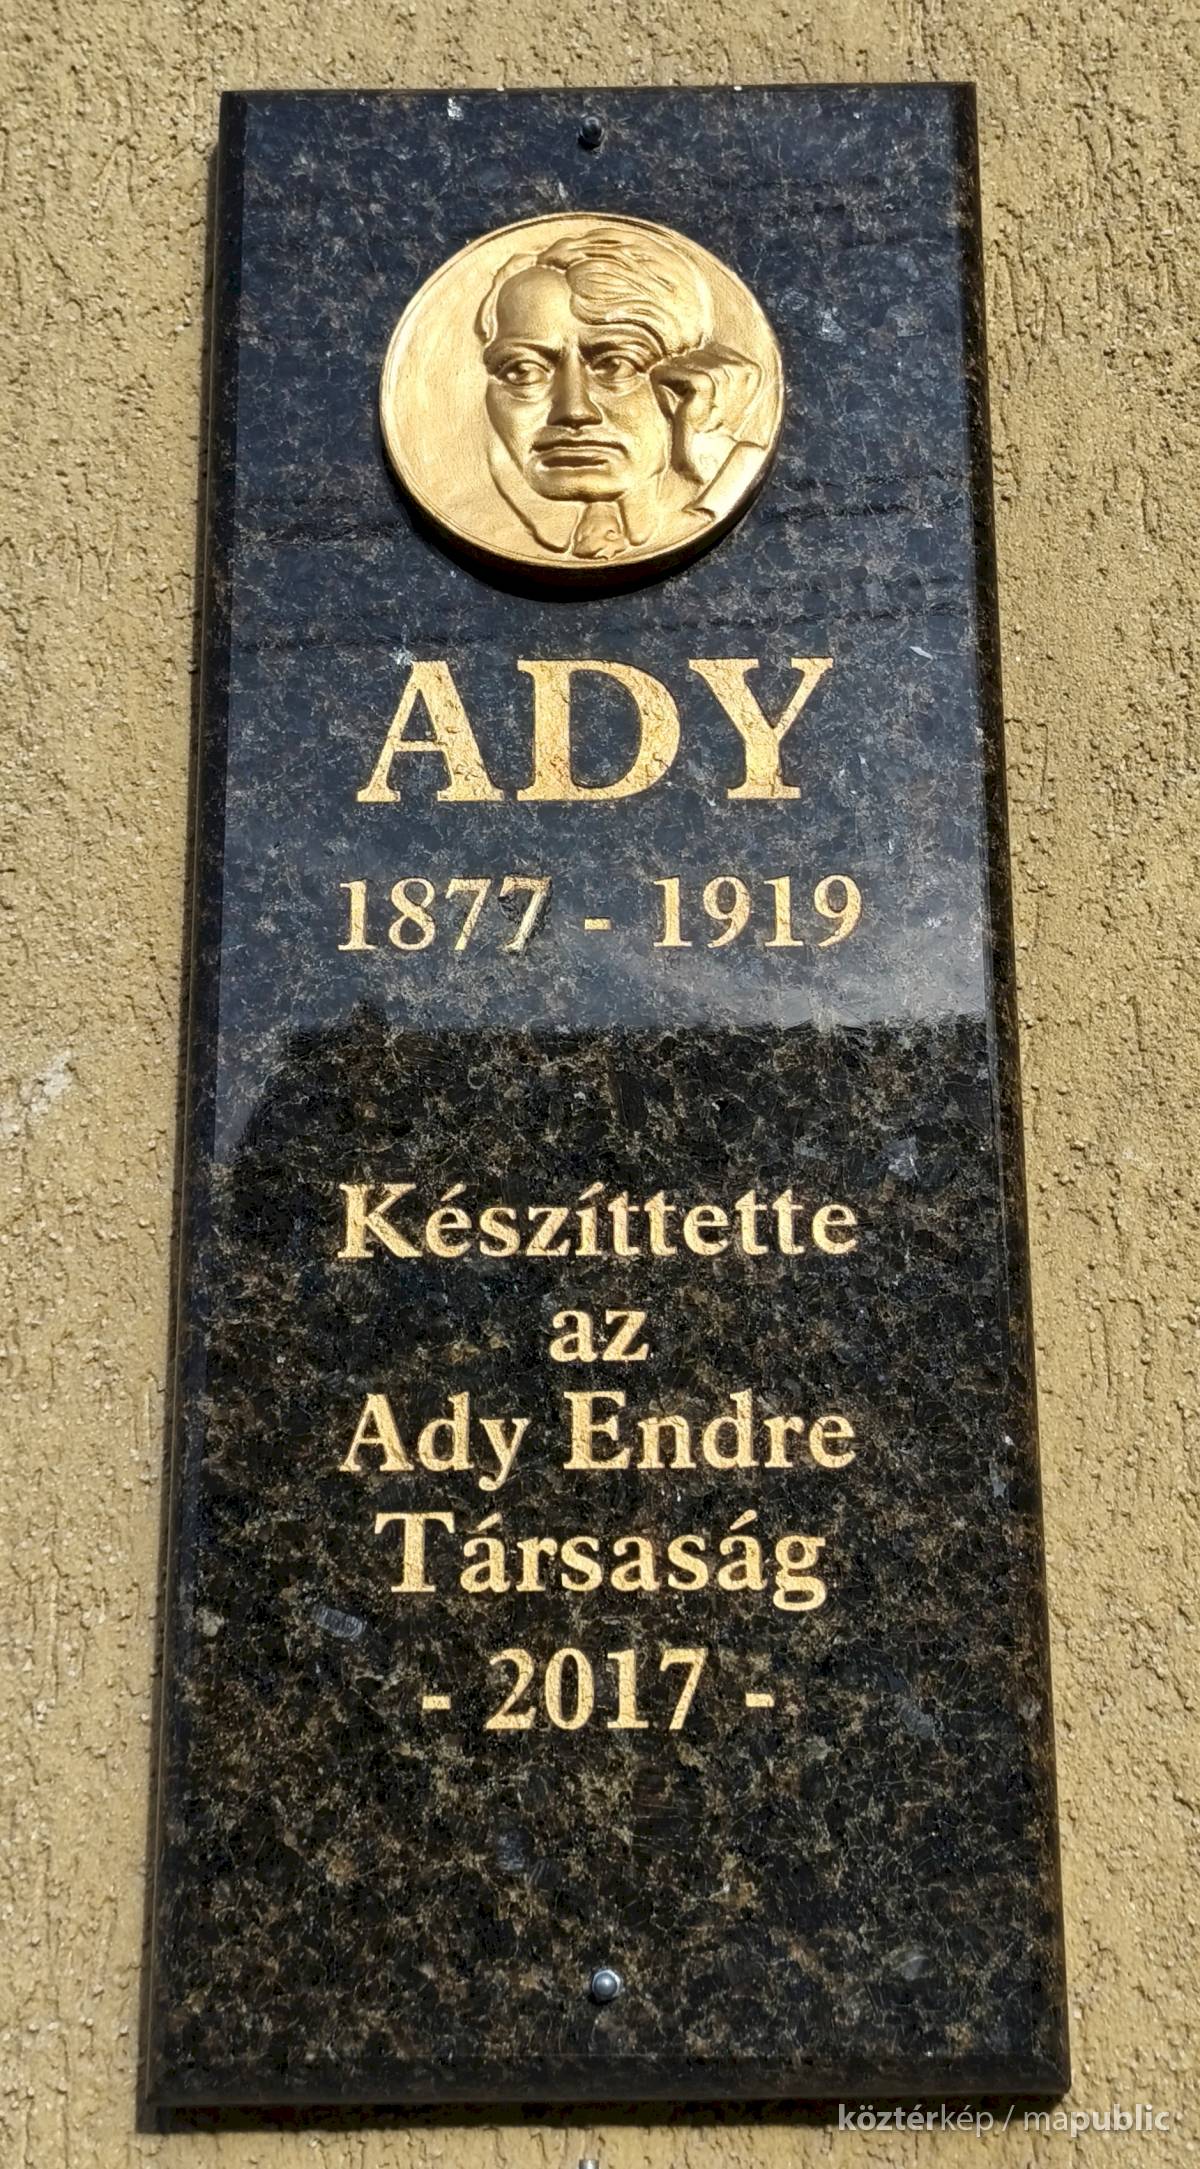 ADY
1877 - 1919
Készíttette
az
Ady Endre
Társaság
- 2017 -
köztérkép / mapublic